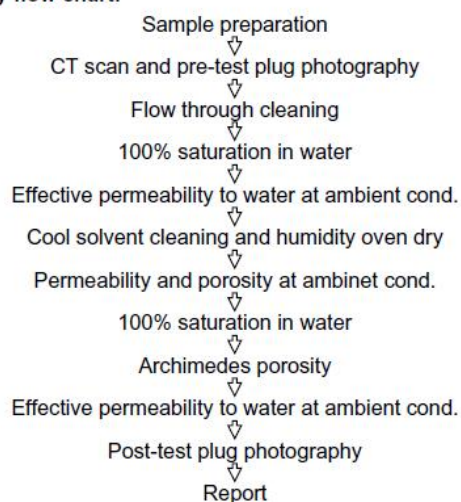 flow chart.
Sample preparation
CT scan and pre-test plug photography
Flow through cleaning
100% saturation in water
Effective permeability to water at ambient cond.
Cool solvent cleaning and humidity oven dry
Permeability and porosity at ambinet cond.
100% saturation in water
Archimedes porosity
Effective permeability to water at ambient cond.
Post-test plug photography
Report